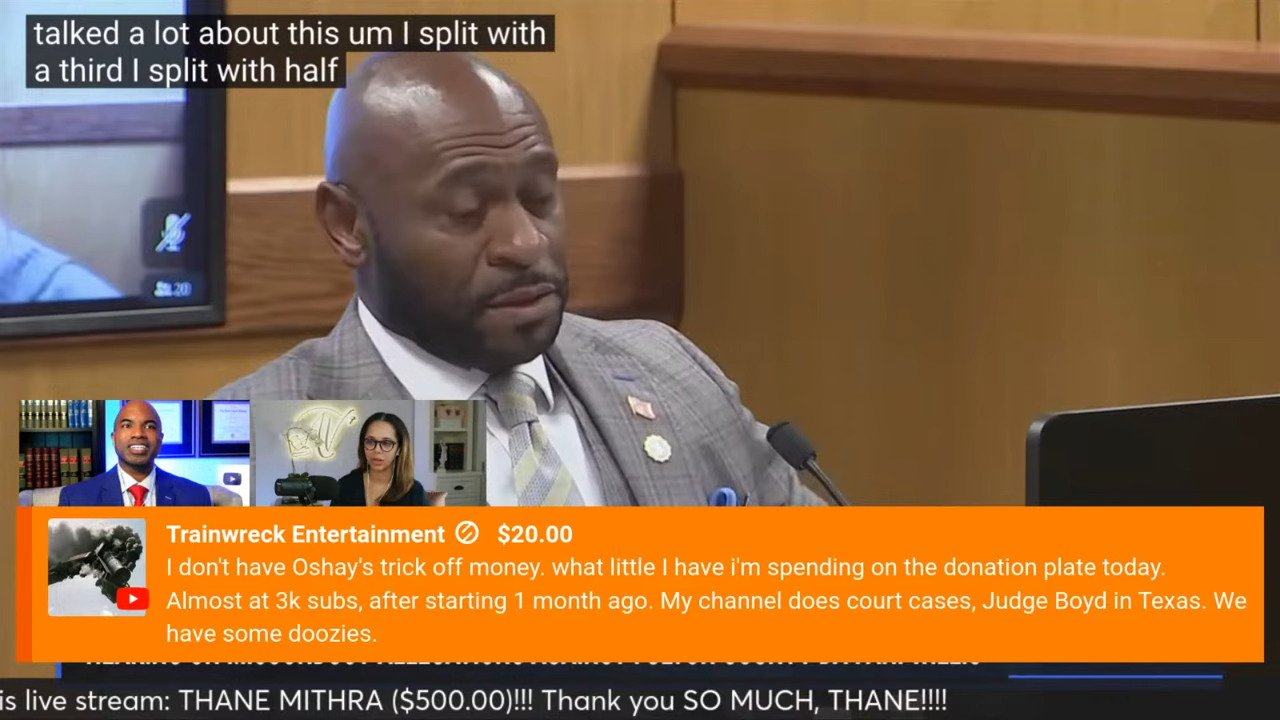 talked a lot about this um I split with
a third I split with half
20
Trainwreck Entertainment $20.00
I don't have Oshay's trick off money. what little I have i'm spending on the donation plate today.
Almost at 3k subs, after starting 1 month ago. My channel does court cases, Judge Boyd in Texas. We
have some doozies.
is live stream: THANE MITHRA ($500.00)!!! Thank you SO MUCH, THANE!!!!